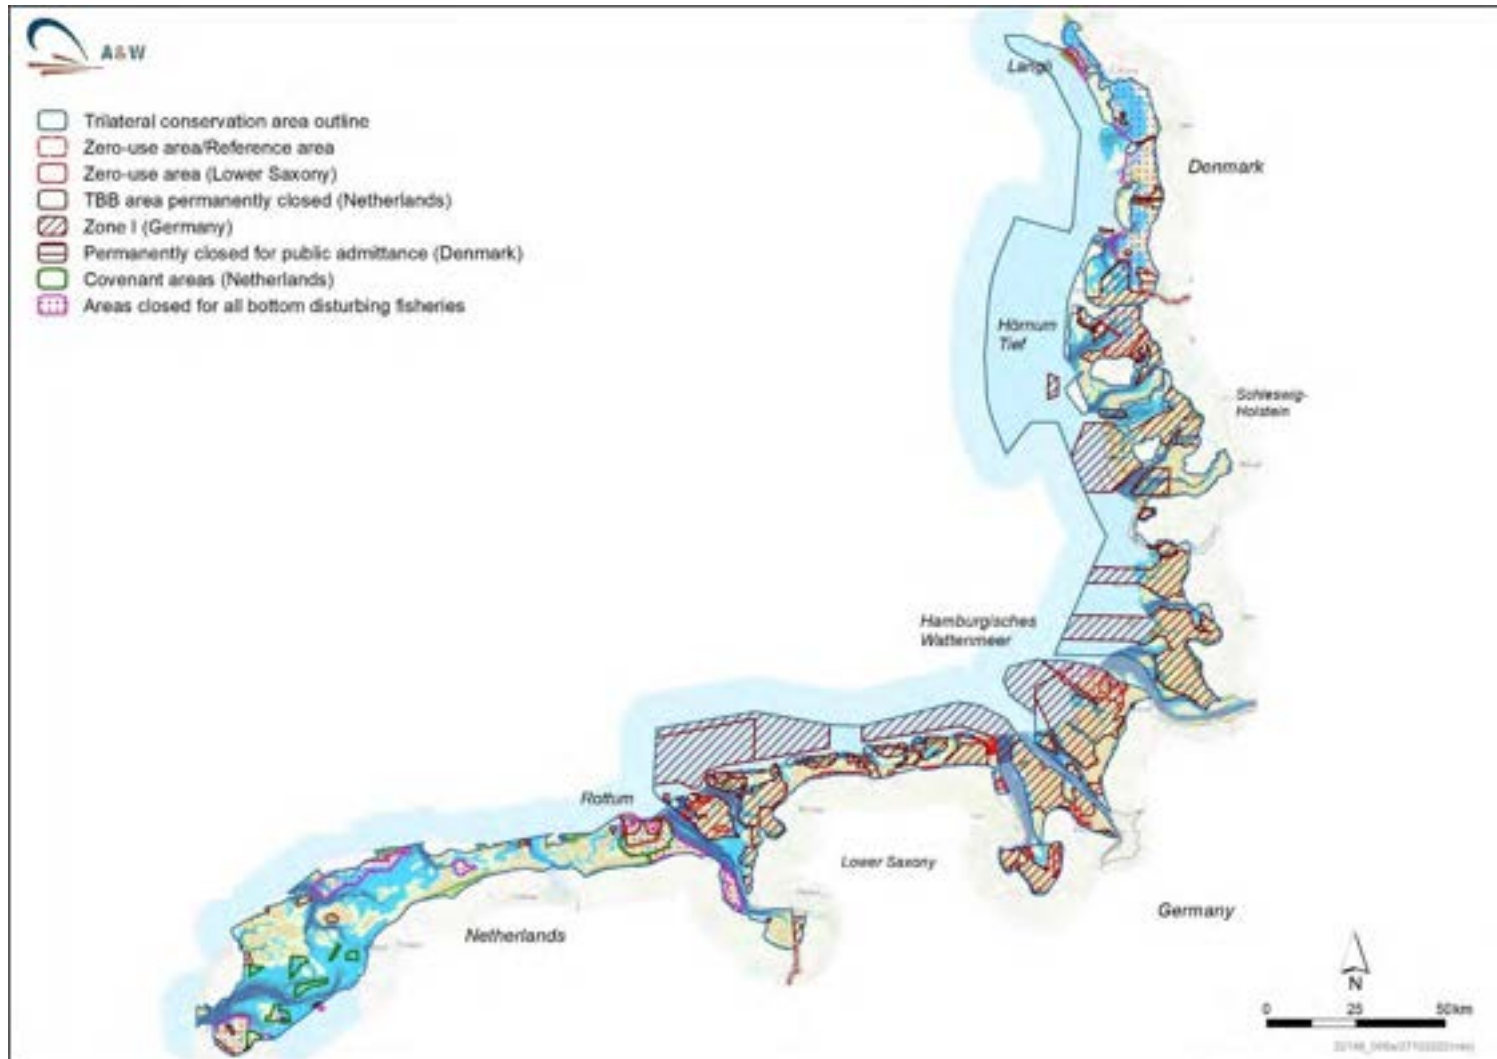 A&W
Trilateral conservation area outline
Zero-use area/Reference area
Zero-use area (Lower Saxony)
TBB area permanently closed (Netherlands)
Zone I (Germany)
Permanently closed for public admittance (Denmark)
Covenant areas (Netherlands)
Areas closed for all bottom disturbing fisheries
Langli
Denmark
Hörnum
Tief
Schleswig-
Holstein
Hamburgisches
Wattenmeer
Rottum
Lower Saxony
Netherlands
Germany
N
0 25 50km